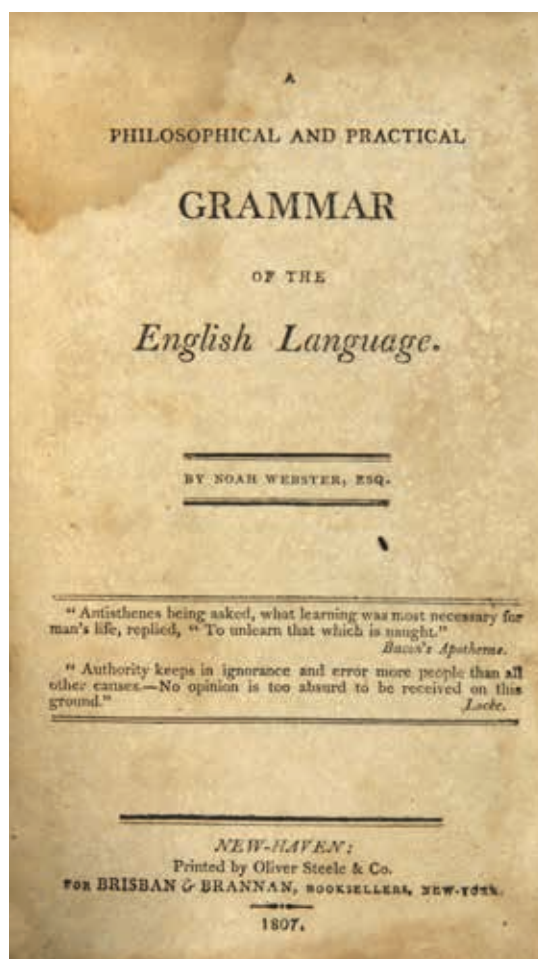 A
PHILOSOPHICAL AND PRACTICAL
GRAMMAR
OF THE
English Language.
BY NOAH WEBSTER, ESQ.
“ Antisthenes being asked, what learning was most necessary for
man's life, replied, “ To unlearn that which is naught.”
Bacon's Apothems.
“ Authority keeps in ignorance and error more people than all
other causes.—No opinion is too absurd to be received on this
ground.” Locke.
NEW-HAVEN:
Printed by Oliver Steele & Co.
FOR BRISBAN & BRANNAN, BOOKSELLERS, NEW-YORK.
1807.